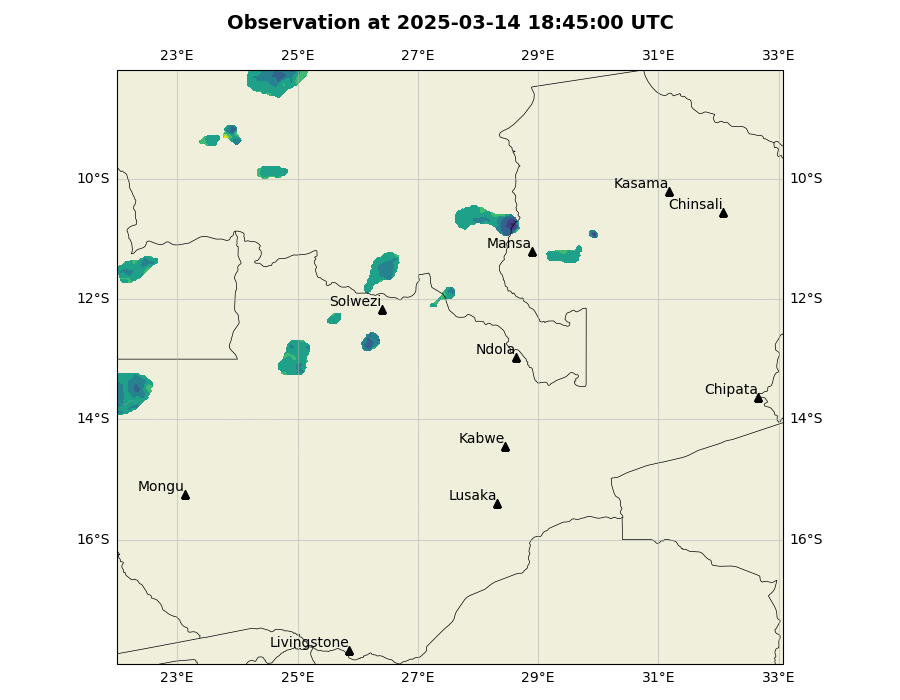 Observation at 2025-03-14 18:45:00 UTC
23°E 25°E 27°E 29°E 31°E 33°E
10°S 10°S
Kasama
Chinsali
Mansa
12°S 12°S
Solwezi
Ndola
Chipata
14°S 14°S
Kabwe
Mongu
Lusaka
16°S 16°S
Livingstone
23°E 25°E 27°E 29°E 31°E 33°E